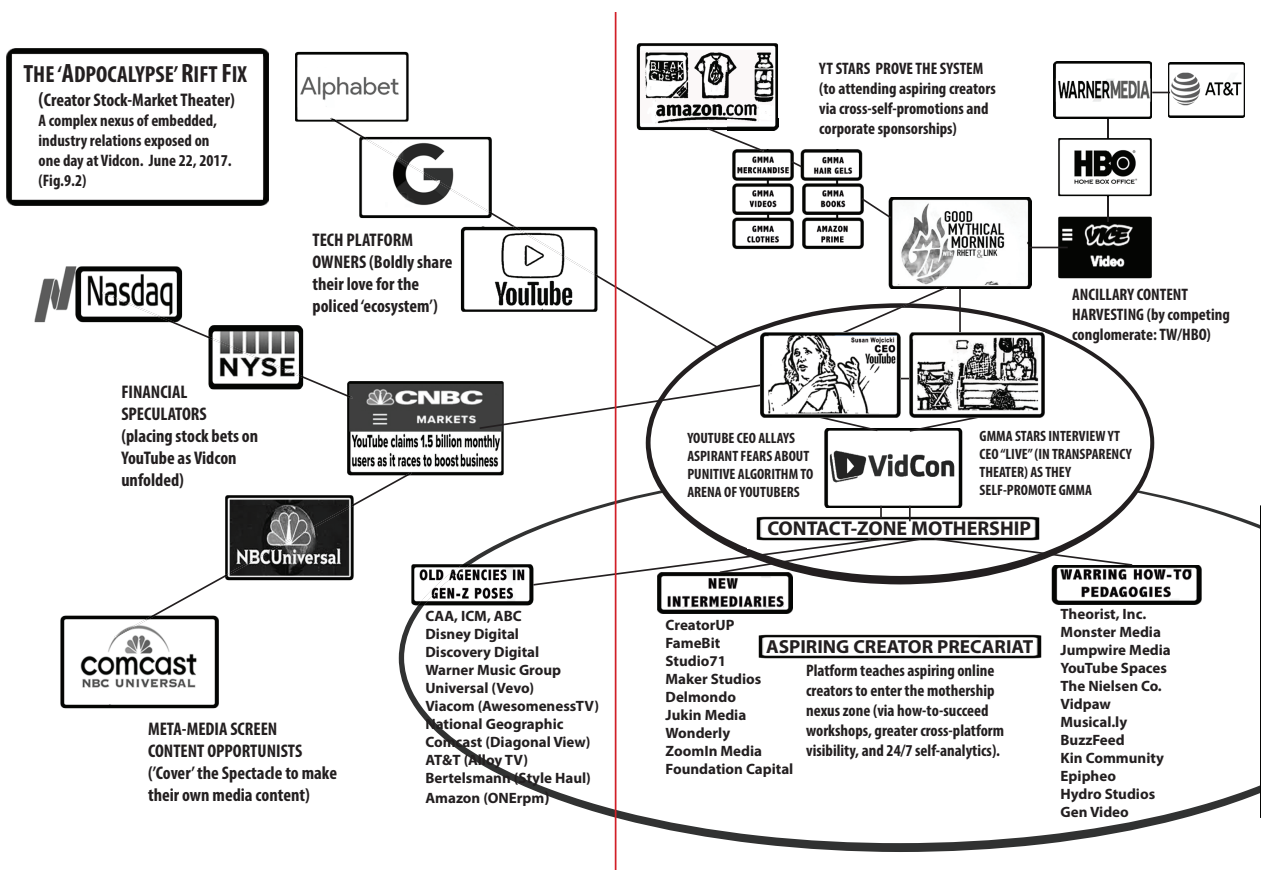 THE ‘ADPOCALYPSE’ RIFT FIX
(Creator Stock-Market Theater)
A complex nexus of embedded,
industry relations exposed on
one day at Vidcon. June 22, 2017.
(Fig.9.2)
Alphabet
G
TECH PLATFORM
OWNERS (Boldly share
their love for the
policed ‘ecosystem’)
YouTube
Nasdaq
NYSE
FINANCIAL
SPECULATORS
(placing stock bets on
YouTube as Vidcon
unfolded)
CNBC
MARKETS
YouTube claims 1.5 billion monthly
users as it races to boost business
NBCUniversal
comcast
NBC UNIVERSAL
META-MEDIA SCREEN
CONTENT OPPORTUNISTS
(‘Cover’ the Spectacle to make
their own media content)
BLEAK
CREEK
amazon.com
YT STARS PROVE THE SYSTEM
(to attending aspiring creators
via cross-self-promotions and
corporate sponsorships)
WARNERMEDIA
AT&T
HBO
HOME BOX OFFICE
VICE
Video
ANCILLARY CONTENT
HARVESTING (by competing
conglomerate: TW/HBO)
GMMA
MERCHANDISE
GMMA
HAIR GELS
GMMA
VIDEOS
GMMA
BOOKS
GMMA
CLOTHES
AMAZON
PRIME
GOOD
MYTHICAL
MORNING
WITH RHETT & LINK
Susan Wojcicki
CEO
YouTube
YOUTUBE CEO ALLAYS
ASPIRANT FEARS ABOUT
PUNITIVE ALGORITHM TO
ARENA OF YOUTUBERS
VidCon
GMMA STARS INTERVIEW YT
CEO “LIVE” (IN TRANSPARENCY
THEATER) AS THEY
SELF-PROMOTE GMMA
CONTACT-ZONE MOTHERSHIP
OLD AGENCIES IN
GEN-Z POSES
CAA, ICM, ABC
Disney Digital
Discovery Digital
Warner Music Group
Universal (Vevo)
Viacom (AwesomenessTV)
National Geographic
Comcast (Diagonal View)
AT&T (Alloy TV)
Bertelsmann (Style Haul)
Amazon (ONErpm)
NEW
INTERMEDIARIES
CreatorUP
FameBit
Studio71
Maker Studios
Delmondo
Jukin Media
Wonderly
ZoomIn Media
Foundation Capital
ASPIRING CREATOR PRECARIAT
Platform teaches aspiring online
creators to enter the mothership
nexus zone (via how-to-succeed
workshops, greater cross-platform
visibility, and 24/7 self-analytics).
WARRING HOW-TO
PEDAGOGIES
Theorist, Inc.
Monster Media
Jumpwire Media
YouTube Spaces
The Nielsen Co.
Vidpaw
Musical.ly
BuzzFeed
Kin Community
Epipheo
Hydro Studios
Gen Video